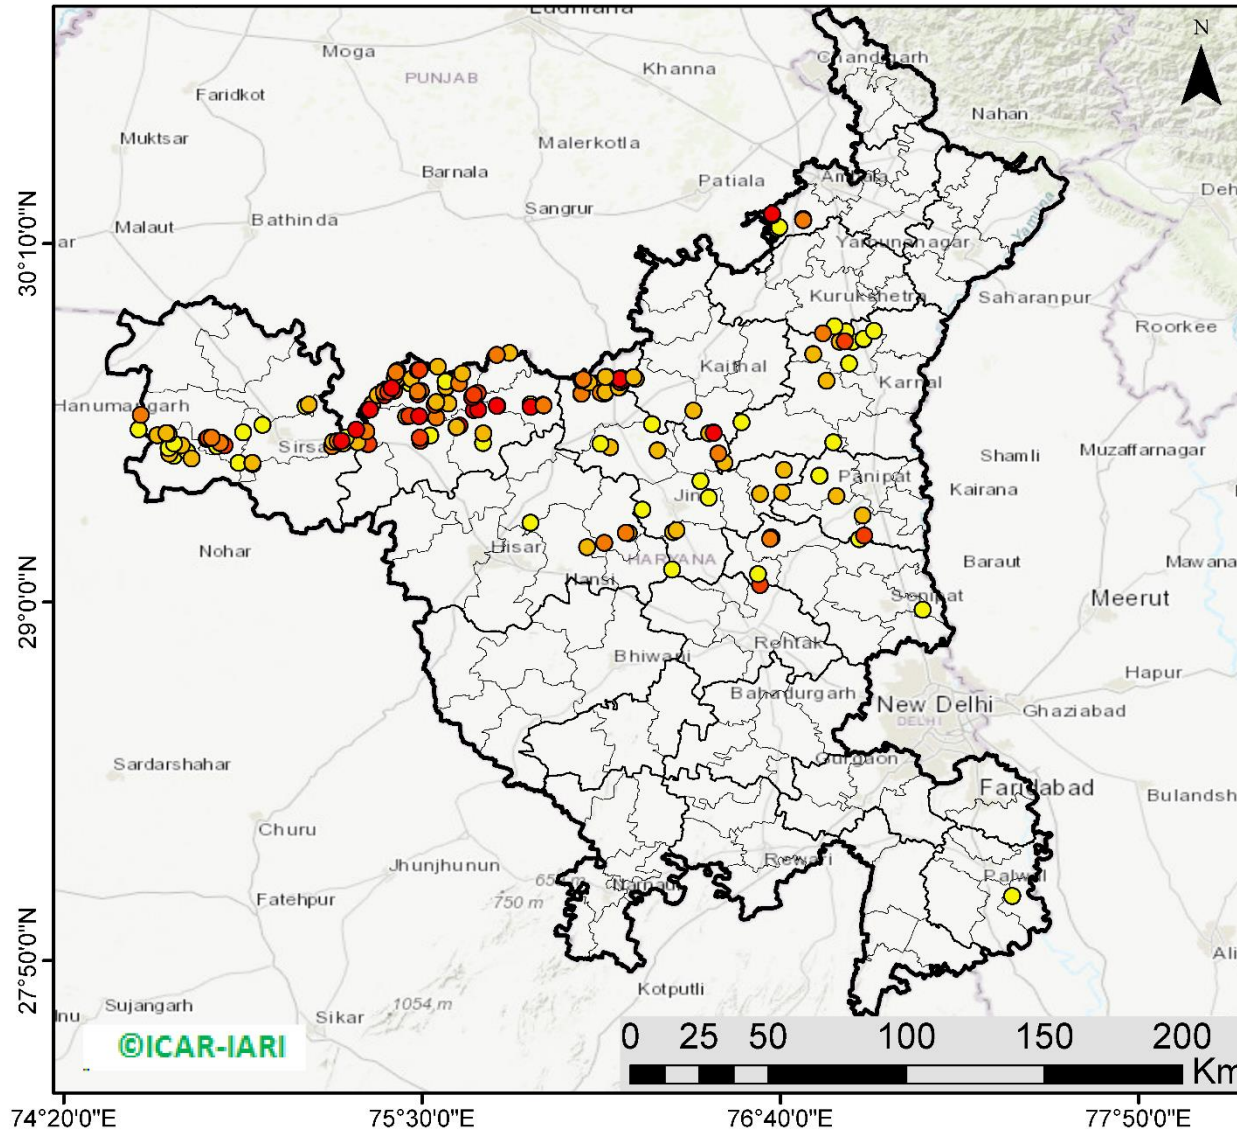 Ludhiana
N
Moga
Chandigarh
Khanna
PUNJAB
Faridkot
Nahan
Muktsar
Malerkotla
Barnala
Patiala
Ambala
Deh
Sangrur
Bathinda
Malaut
ar
Yamuna
Yamunanagar
30°10'0"N
Kurukshetra
Saharanpur
Roorkee
Kaithal
Karnal
Hanumangarh
Sirsa
Muzaffarnagar
Shamli
Panipat
Kairana
Jind
Nohar
Hisar
HARYANA
Baraut
Mawana
Hansi
29°0'0"N
Sonipat
Meerut
Rohtak
Bhiwani
Hapur
Bahadurgarh
New Delhi
Ghaziabad
DELHI
Sardarshahar
Gurgaon
Faridabad
Bulandsh
Churu
Jhunjhunun
Rewari
Palwal
Narnaul
Fatehpur
750 m
Ali
27°50'0"N
Kotputli
Sujangarh
1054 m
Sikar
nu
©ICAR-IARI
0 25 50 100 150 200
Km
74°20'0"E 75°30'0"E 76°40'0"E 77°50'0"E